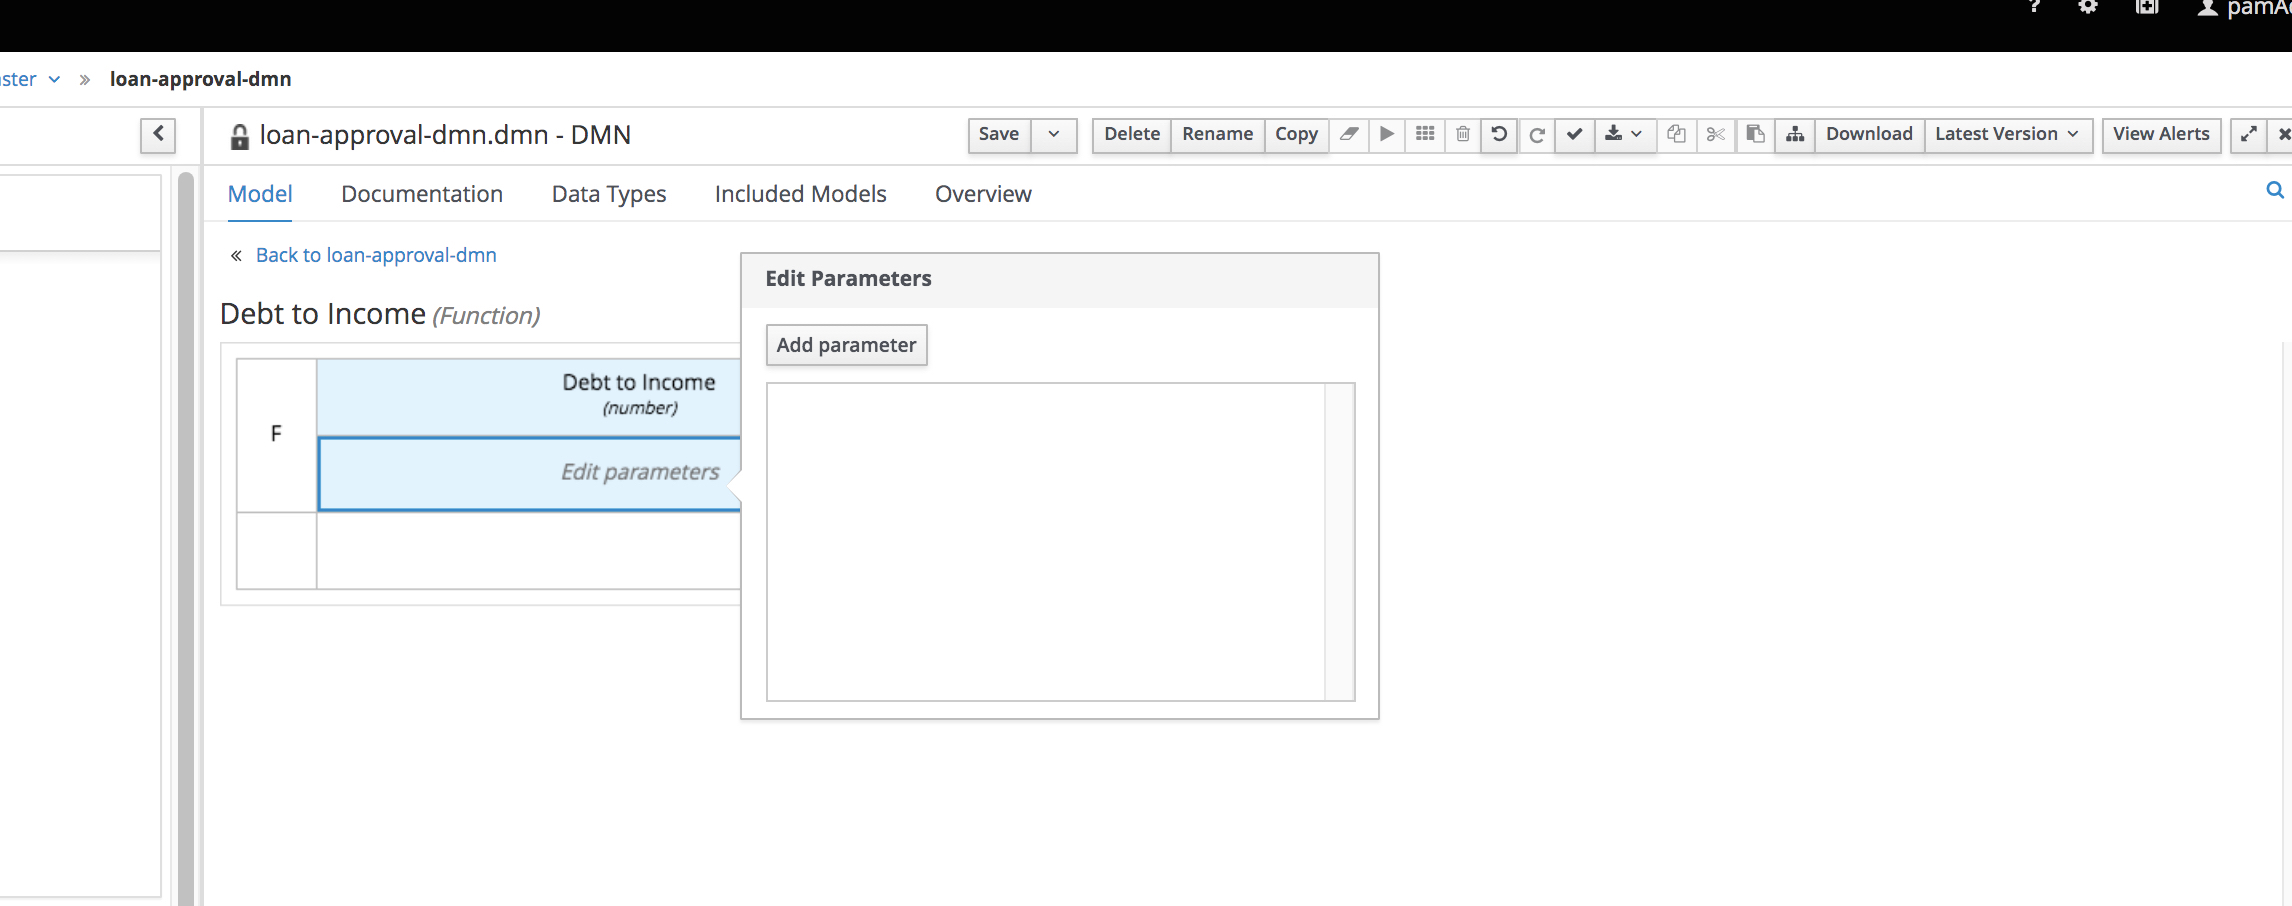 ?
ster » loan-approval-dmn
loan-approval-dmn.dmn - DMN
Save Delete Rename Copy Download Latest Version View Alerts
Model Documentation Data Types Included Models Overview
« Back to loan-approval-dmn
Edit Parameters
Debt to Income (Function)
Add parameter
Debt to Income
(number)
F
Edit parameters